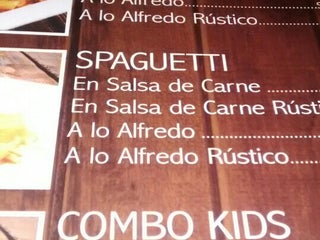 A lo Alfredo
A lo Alfredo Rústico
SPAGUETTI
En Salsa de Carne
En Salsa de Carne
A lo Alfredo
A lo Alfredo Rústico
COMBO KIDS